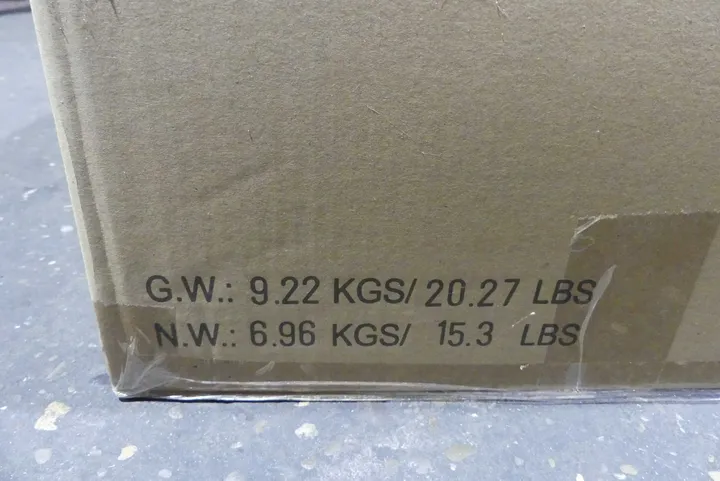 G.W.: 9.22 KGS/ 20.27 LBS
N.W.: 6.96 KGS/ 15.3 LBS